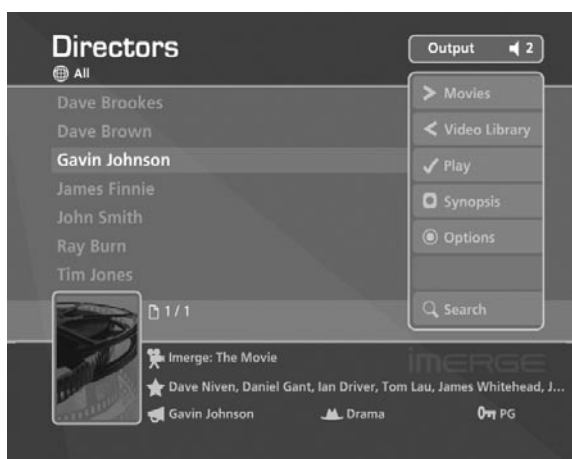 Directors
All
Output 2
Dave Brookes
Dave Brown
Gavin Johnson
James Finnie
John Smith
Ray Burn
Tim Jones
Movies
Video Library
Play
Synopsis
Options
Search
1 / 1
imerge
Imerge: The Movie
Dave Niven, Daniel Gant, Ian Driver, Tom Lau, James Whitehead, J...
Gavin Johnson Drama PG